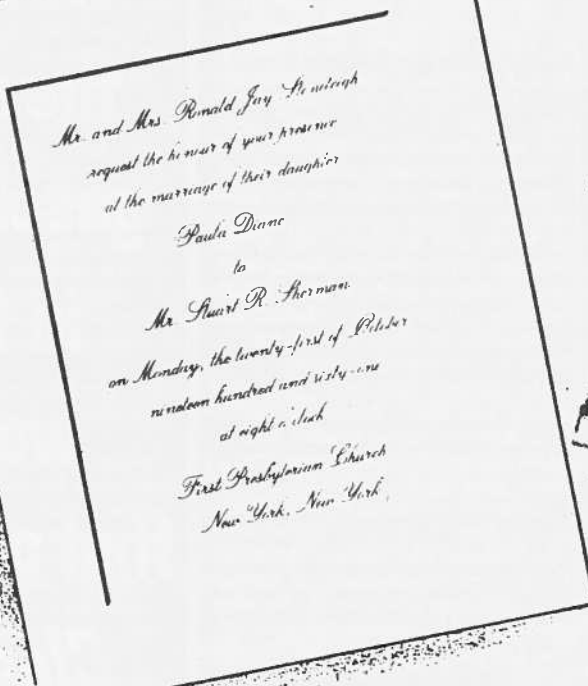 Mr. and Mrs. Ronald Jay
request the honour of your presence
at the marriage of their daughter
Paula Diane
to
Mr. Stuart R. Sherman
on Monday, the twenty-first of October
nineteen hundred and sixty-one
at eight o'clock
First Presbyterian Church
New York, New York